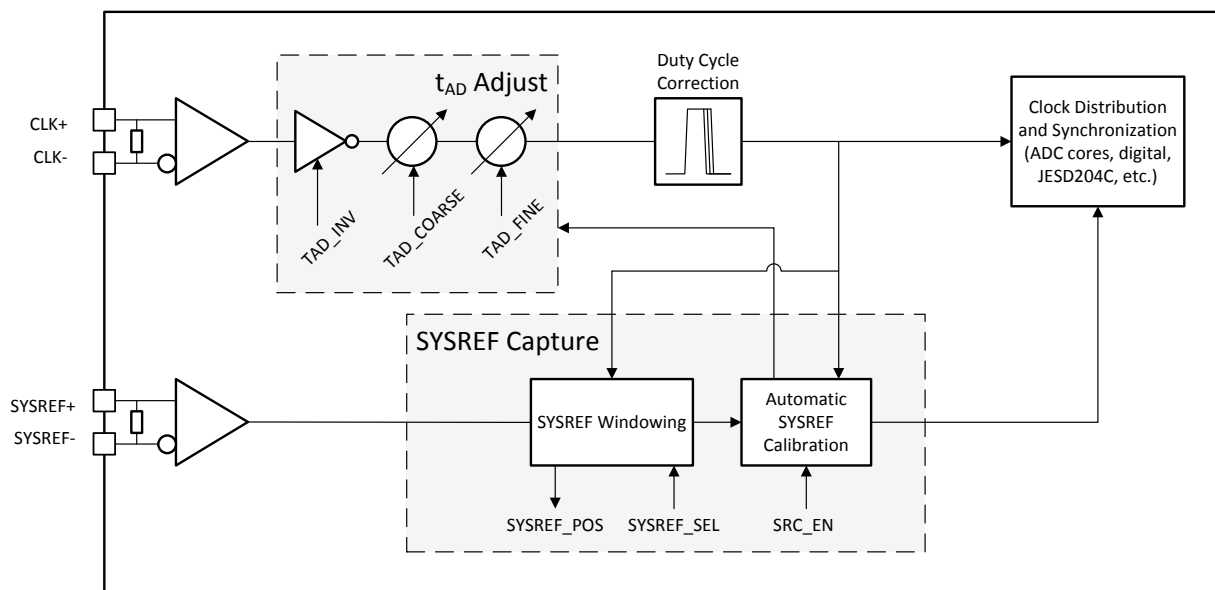 Duty Cycle
Correction
t_AD Adjust
CLK+
CLK-
Clock Distribution
and Synchronization
(ADC cores, digital,
JESD204C, etc.)
TAD_INV
TAD_COARSE
TAD_FINE
SYSREF Capture
SYSREF+
SYSREF-
SYSREF Windowing
Automatic
SYSREF
Calibration
SYSREF_POS
SYSREF_SEL
SRC_EN